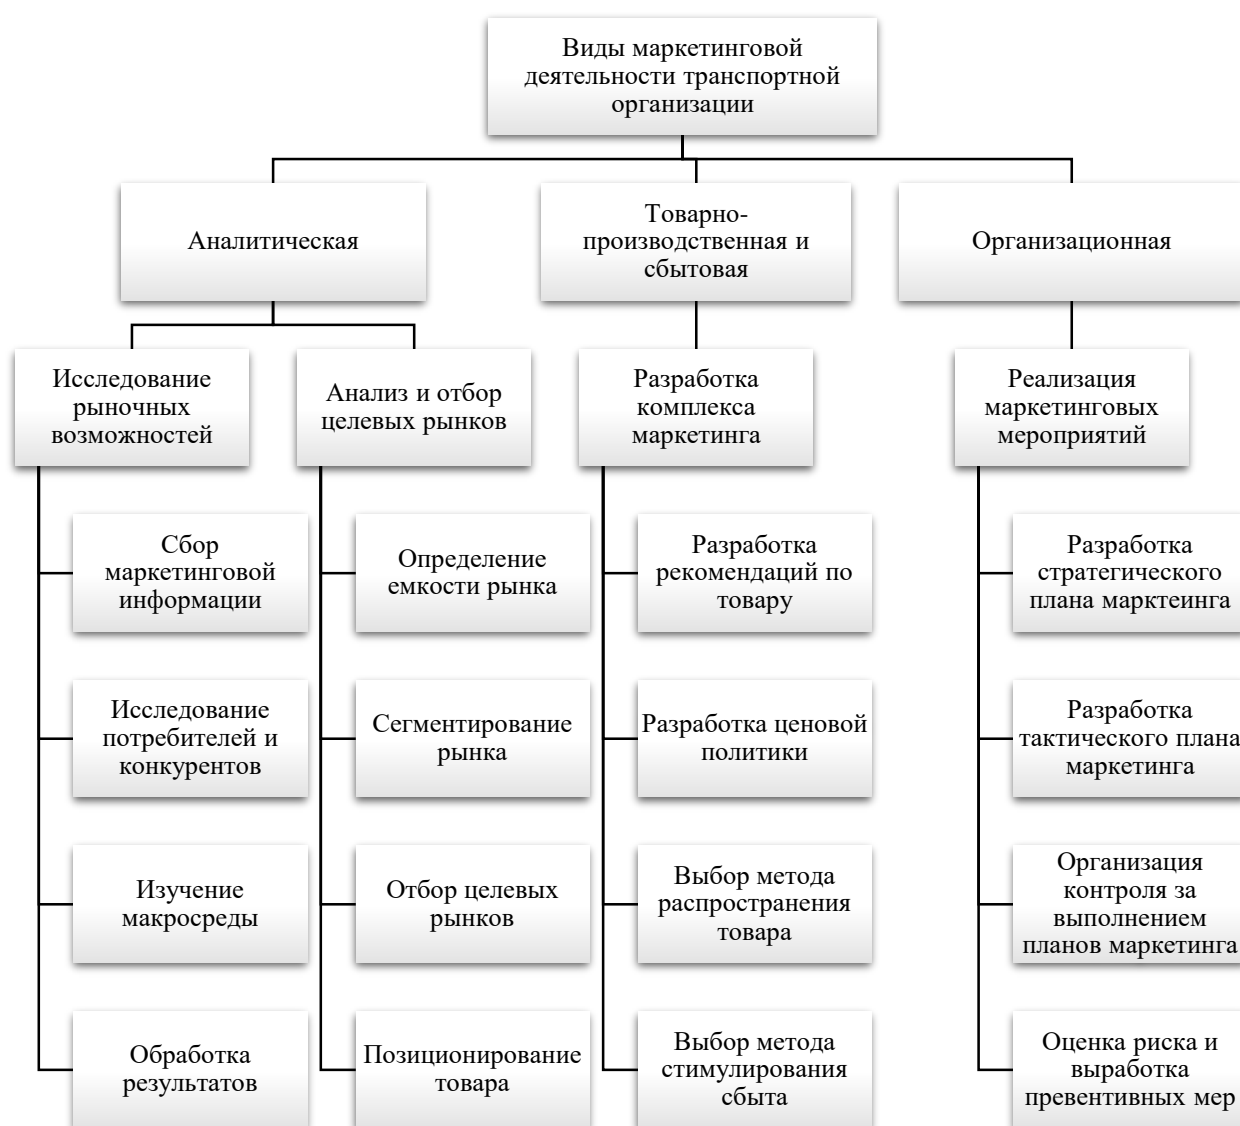 Виды маркетинговой
деятельности транспортной
организации
Аналитическая
Товарно-
производственная и
сбытовая
Организационная
Исследование
рыночных
возможностей
Анализ и отбор
целевых рынков
Разработка
комплекса
маркетинга
Реализация
маркетинговых
мероприятий
Сбор
маркетинговой
информации
Определение
емкости рынка
Разработка
рекомендаций по
товару
Разработка
стратегического
плана марктеинга
Исследование
потребителей и
конкурентов
Сегментирование
рынка
Разработка ценовой
политики
Разработка
тактического плана
маркетинга
Изучение
макросреды
Отбор целевых
рынков
Выбор метода
распространения
товара
Организация
контроля за
выполнением
планов маркетинга
Обработка
результатов
Позиционирование
товара
Выбор метода
стимулирования
сбыта
Оценка риска и
выработка
превентивных мер